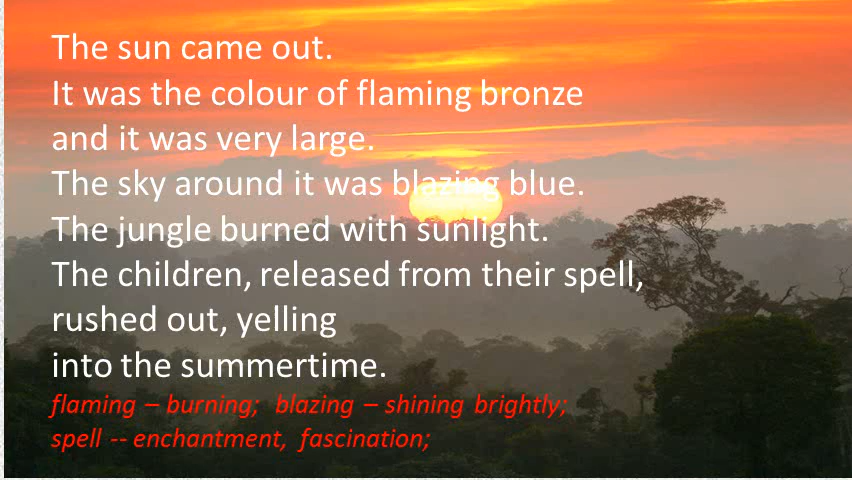 The sun came out.
It was the colour of flaming bronze
and it was very large.
The sky around it was blazing blue.
The jungle burned with sunlight.
The children, released from their spell,
rushed out, yelling
into the summertime.
flaming – burning; blazing – shining brightly;
spell -- enchantment, fascination;